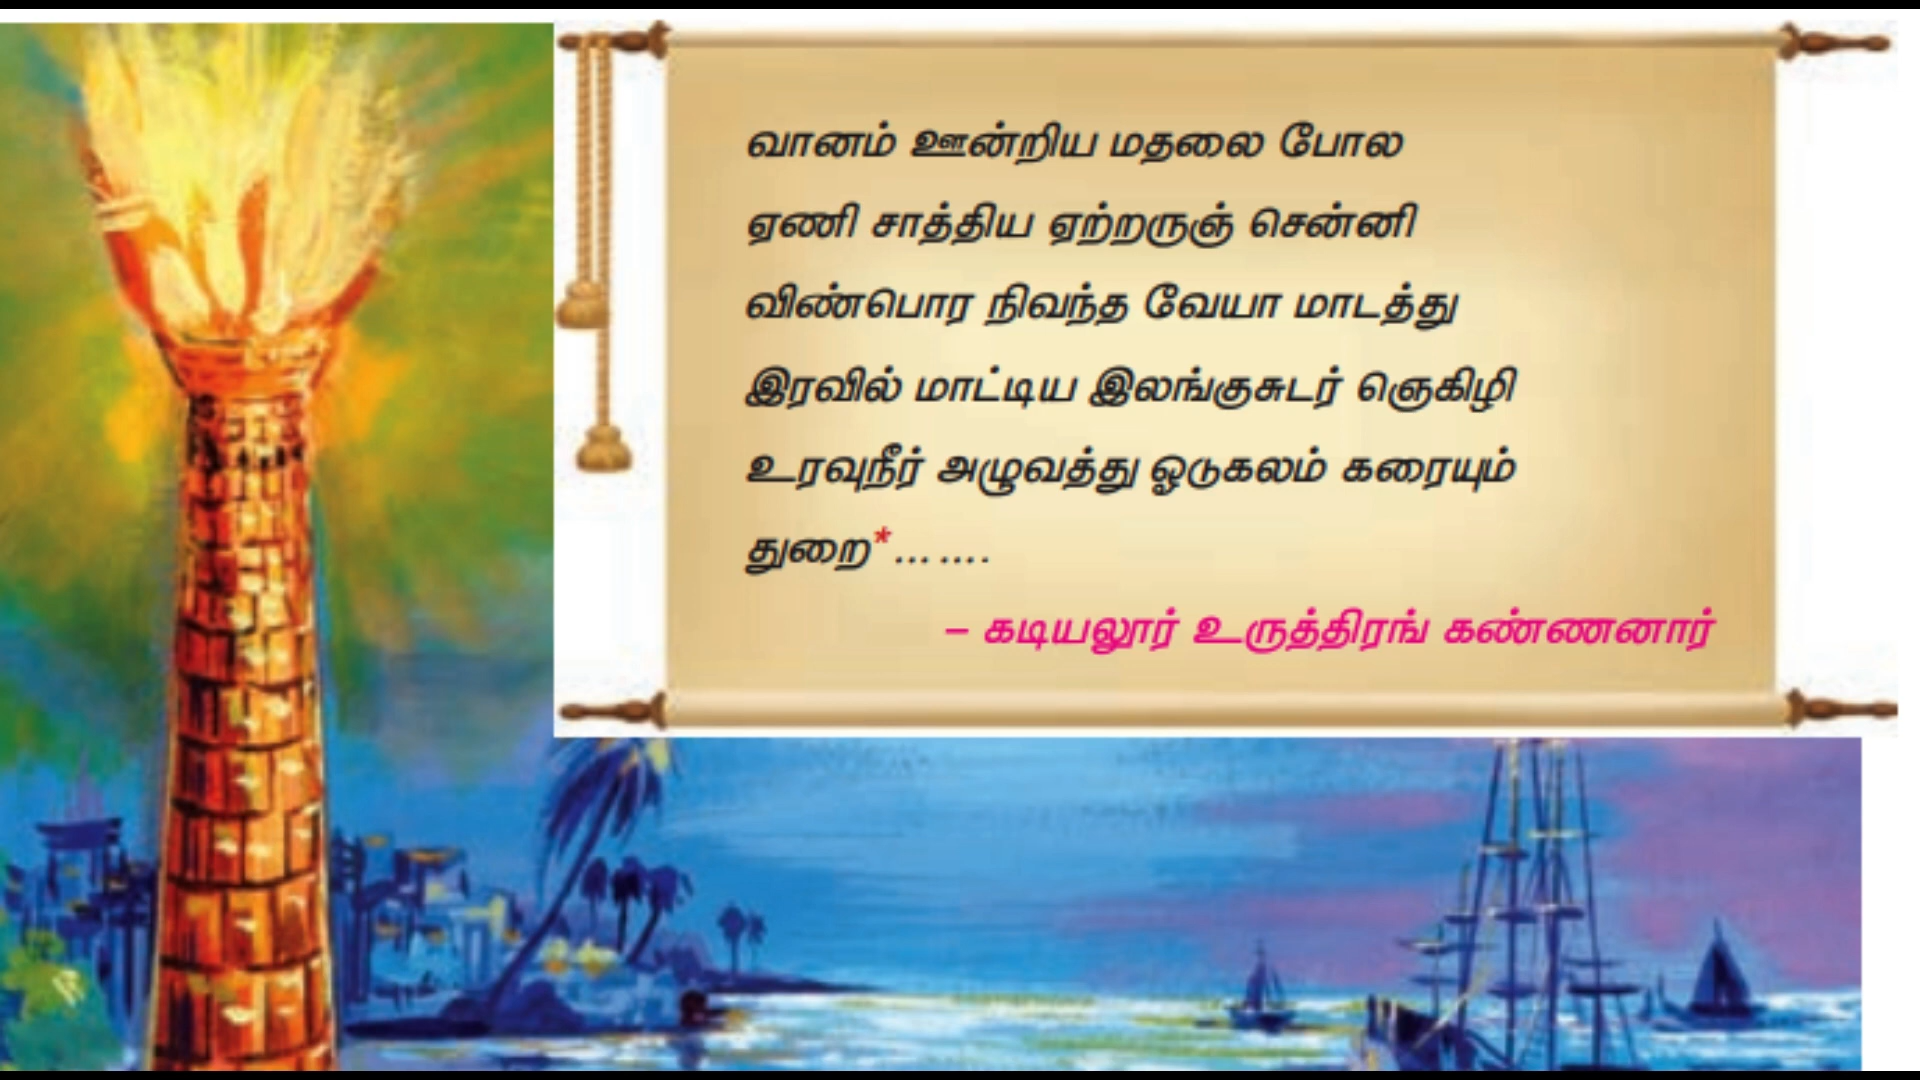 வானம் ஊன்றிய மதலை போல
ஏணி சாத்திய ஏற்றருஞ் சென்னி
விண்பொர நிவந்த வேயா மாடத்து
இரவில் மாட்டிய இலங்குசுடர் ஞெகிழி
உரவுநீர் அழுவத்து ஓடுகலம் கரையும்
துறை*… ….
– கடியலூர் உருத்திரங் கண்ணனார்